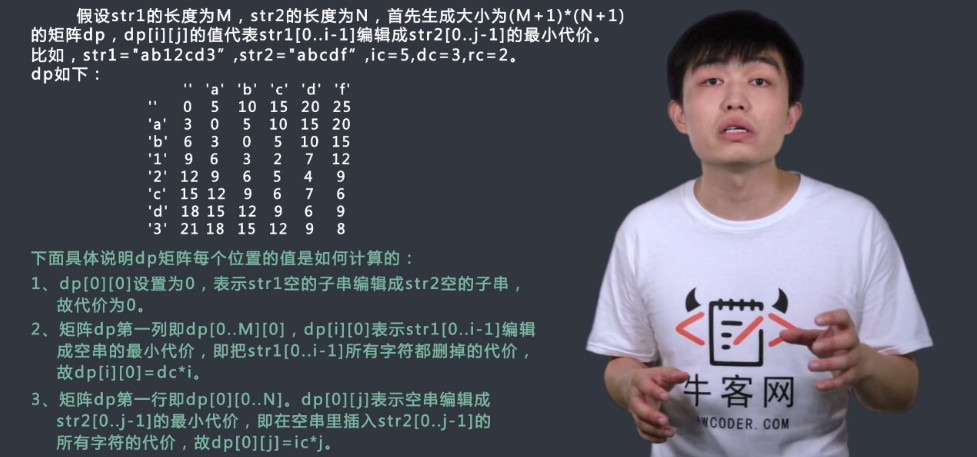 假设str1的长度为M，str2的长度为N，首先生成大小为(M+1)*(N+1)
的矩阵dp，dp[i][j]的值代表str1[0..i-1]编辑成str2[0..j-1]的最小代价。
比如，str1="ab12cd3" ,str2="abcdf" ,ic=5,dc=3,rc=2。
dp如下：
'' 'a' 'b' 'c' 'd' 'f'
'' 0 5 10 15 20 25
'a' 3 0 5 10 15 20
'b' 6 3 0 5 10 15
'1' 9 6 3 2 7 12
'2' 12 9 6 5 4 9
'c' 15 12 9 6 7 6
'd' 18 15 12 9 6 9
'3' 21 18 15 12 9 8
下面具体说明dp矩阵每个位置的值是如何计算的：
1、dp[0][0]设置为0，表示str1空的子串编辑成str2空的子串，
故代价为0。
2、矩阵dp第一列即dp[0..M][0]，dp[i][0]表示str1[0..i-1]编辑
成空串的最小代价，即把str1[0..i-1]所有字符都删掉的代价，
故dp[i][0]=dc*i。
3、矩阵dp第一行即dp[0][0..N]。dp[0][j]表示空串编辑成
str2[0..j-1]的最小代价，即在空串里插入str2[0..j-1]的
所有字符的代价，故dp[0][j]=ic*j。
牛客网
WCODER.COM